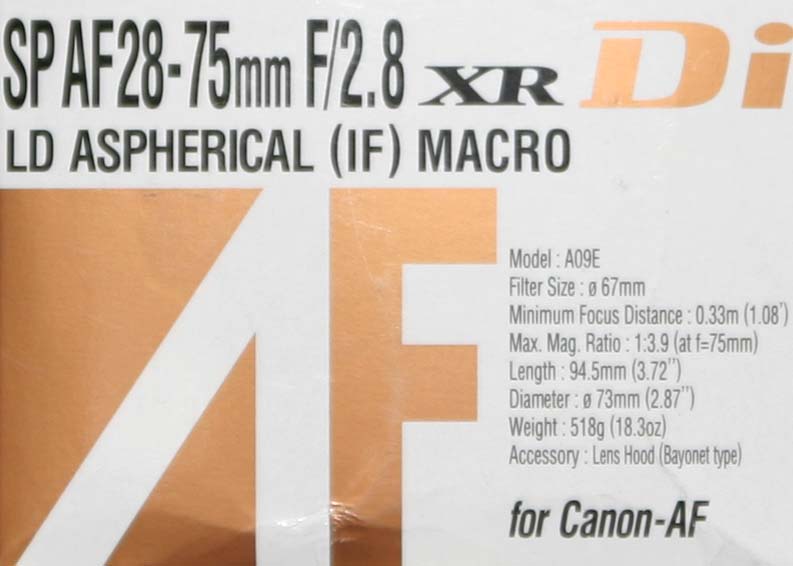 SP AF28-75mm F/2.8 XR Di
LD ASPHERICAL (IF) MACRO
AF
Model : A09E
Filter Size : ø 67mm
Minimum Focus Distance : 0.33m (1.08')
Max. Mag. Ratio : 1:3.9 (at f=75mm)
Length : 94.5mm (3.72")
Diameter : ø 73mm (2.87")
Weight : 518g (18.3oz)
Accessory : Lens Hood (Bayonet type)
for Canon-AF